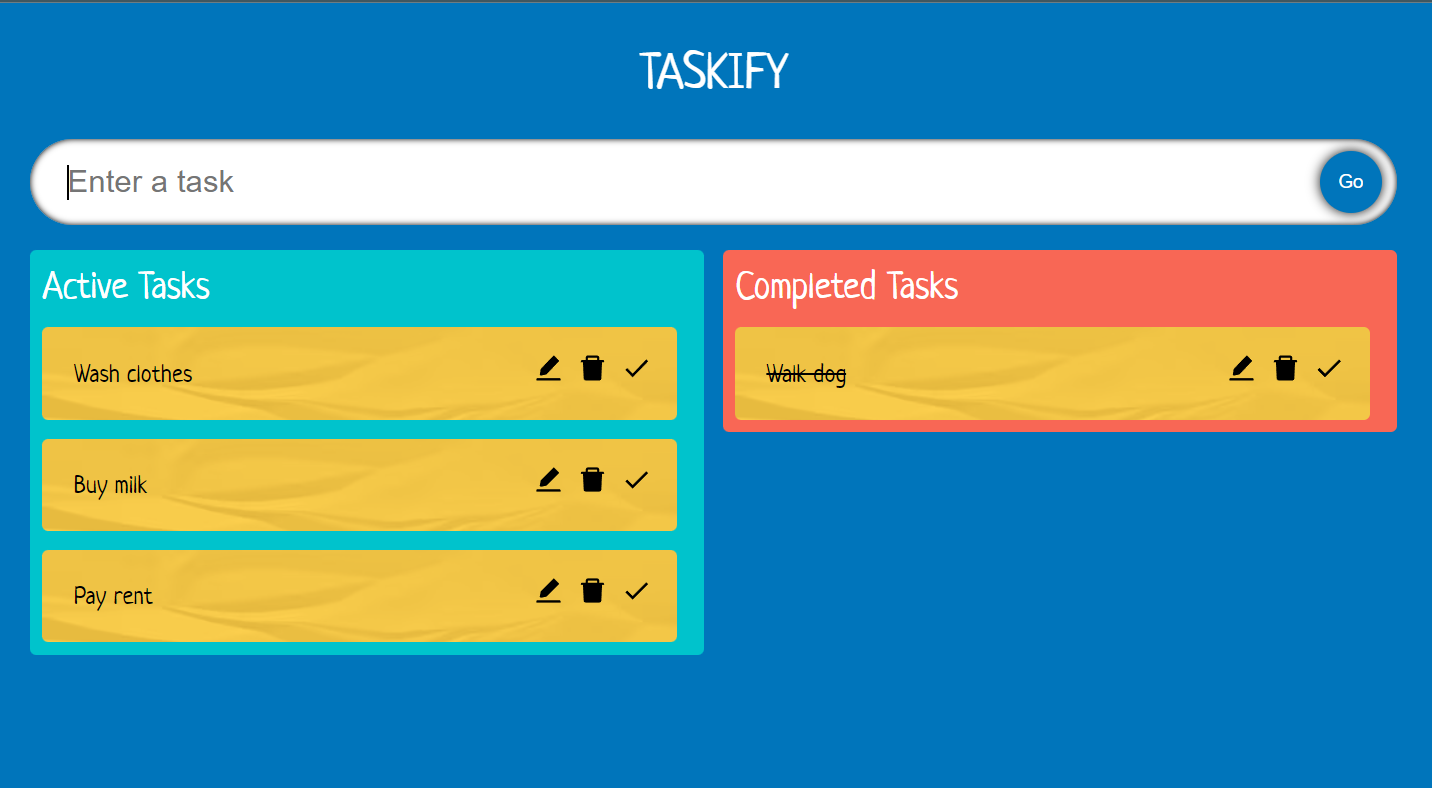 TASKIFY
Enter a task
Go
Active Tasks
Wash clothes
Buy milk
Pay rent
Completed Tasks
Walk dog